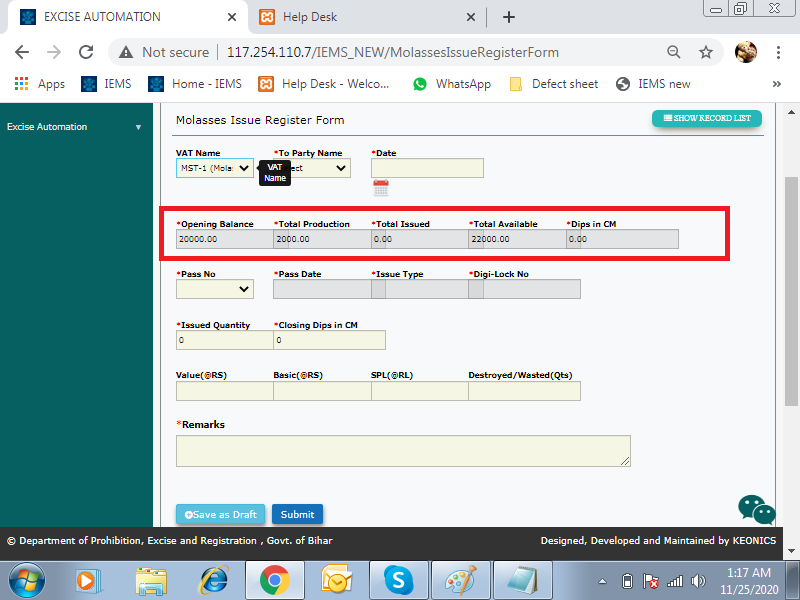 EXCISE AUTOMATION
Help Desk
Not secure
117.254.110.7/IEMS_NEW/MolassesIssueRegisterForm
Apps IEMS Home - IEMS Help Desk - Welco... WhatsApp Defect sheet IEMS new »
Excise Automation
Molasses Issue Register Form
SHOW RECORD LIST
VAT Name *To Party Name *Date
MST-1 (Molas
VAT
Name
*Opening Balance *Total Production *Total Issued *Total Available *Dips in CM
20000.00 2000.00 0.00 22000.00 0.00
*Pass No *Pass Date *Issue Type *Digi-Lock No
*Issued Quantity *Closing Dips in CM
0 0
Value(@RS) Basic(@RS) SPL(@RL) Destroyed/Wasted(Qts)
*Remarks
Save as Draft Submit
© Department of Prohibition, Excise and Registration , Govt. of Bihar Designed, Developed and Maintained by KEONICS
1:17 AM
11/25/2020